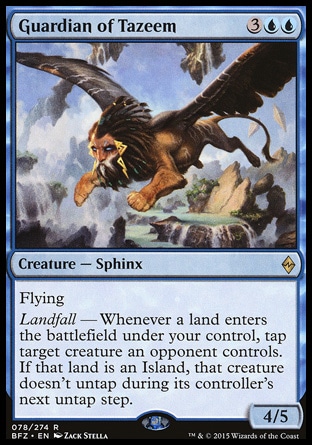 Guardian of Tazeem 3
Creature — Sphinx
Flying
Landfall — Whenever a land enters
the battlefield under your control, tap
target creature an opponent controls.
If that land is an Island, that creature
doesn't untap during its controller's
next untap step.
4/5
078/274 R
BFZ • EN Zack Stella
™ & © 2015 Wizards of the Coast